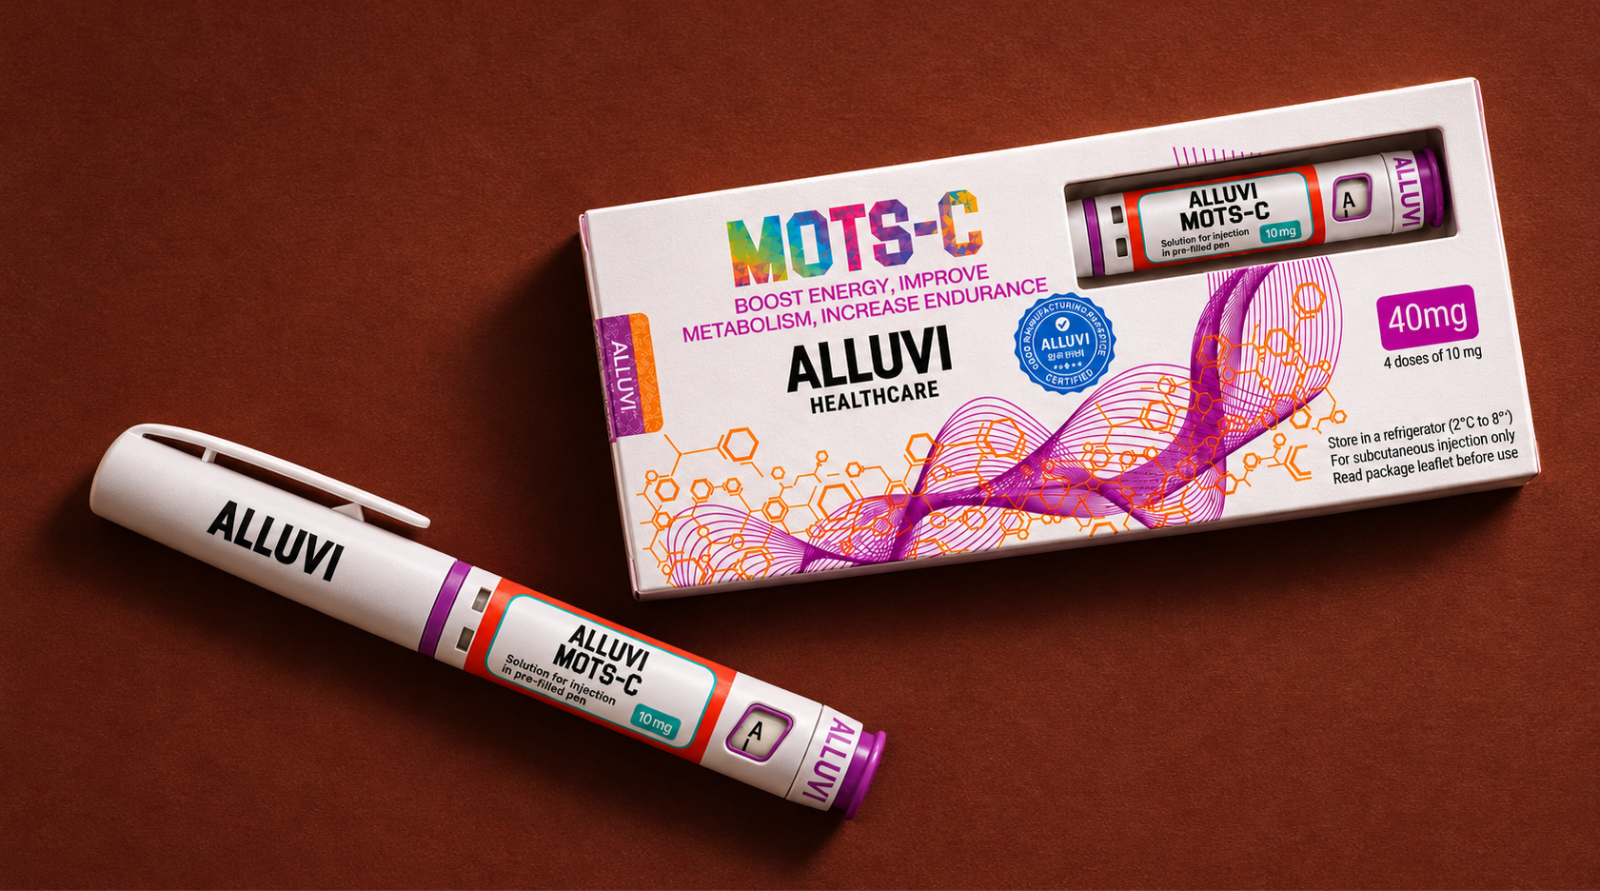 MOTS-C
BOOST ENERGY, IMPROVE
METABOLISM, INCREASE ENDURANCE
ALLUVI
HEALTHCARE
ALLUVI
GOOD MANUFACTURING
ALLUVI
CERTIFIED
ALLUVI
MOTS-C
Solution for injection
in pre-filled pen
10 mg
A
ALLUVI
40mg
4 doses of 10 mg
Store in a refrigerator (2°C to 8°)
For subcutaneous injection only
Read package leaflet before use
ALLUVI
ALLUVI
MOTS-C
Solution for injection
in pre-filled pen
10 mg
A
ALLUVI